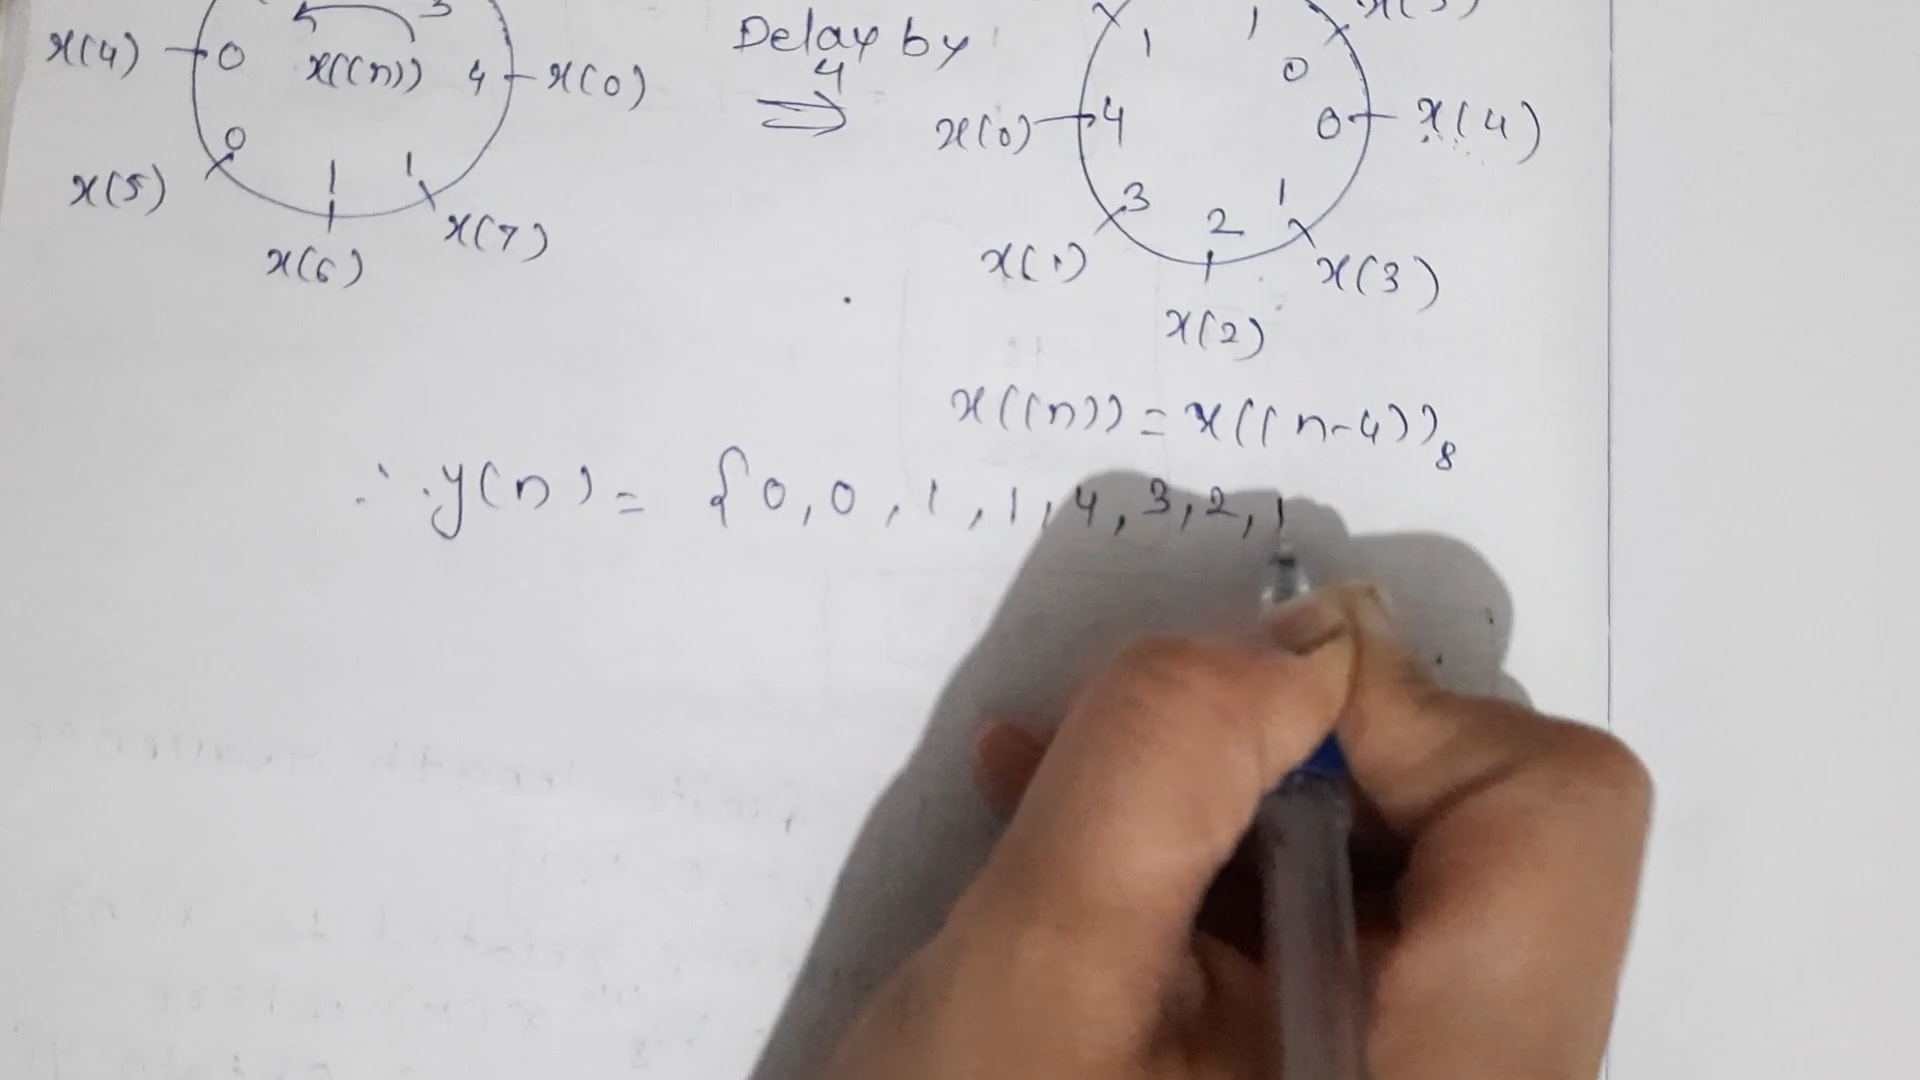 3
x(4) 0 x((n)) 4 x(0)
0 1 1
x(5) x(6) x(7)
Delay by
4
⇒
1 1 0
x(0) 4 0 x(4)
3 2 1
x(1) x(2) x(3)
x((n)) = x((n-4))8
∴ y(n) = {0, 0, 1, 1, 4, 3, 2, 1